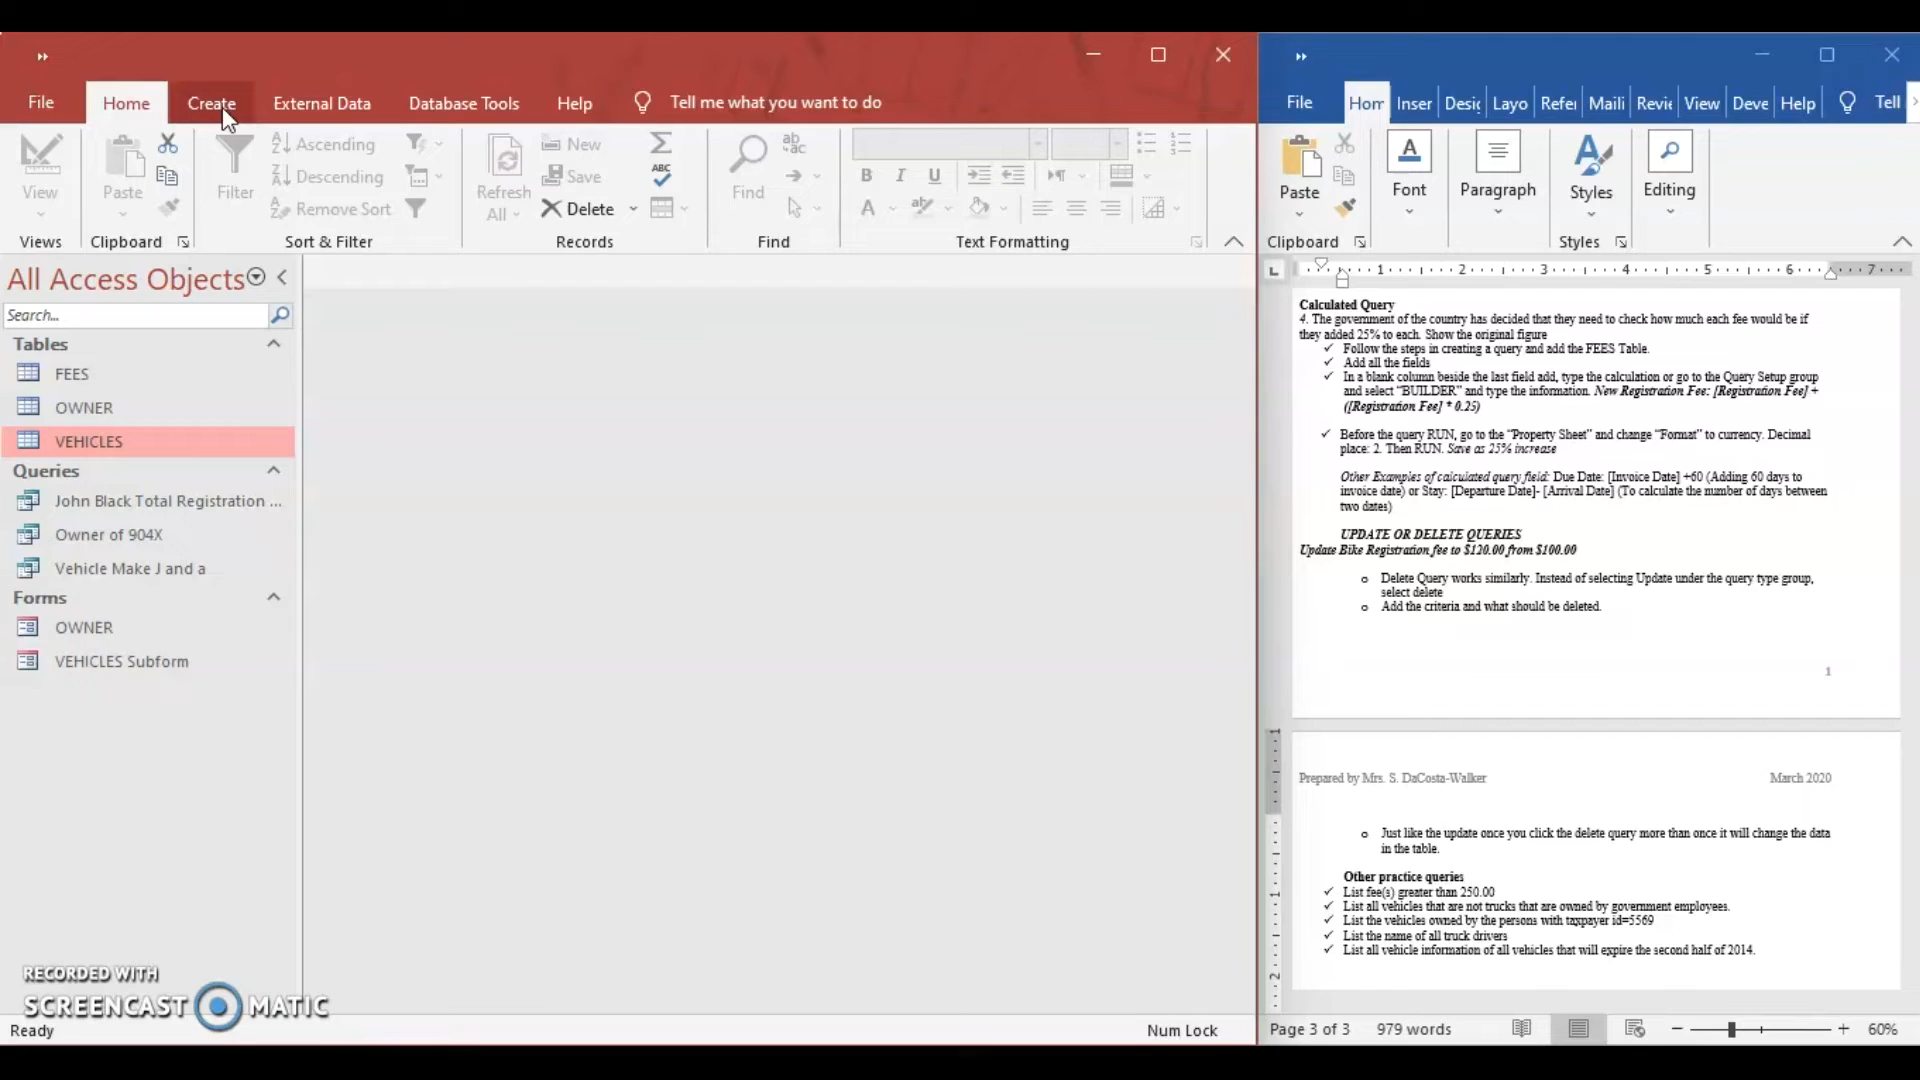 File
Home
Create
External Data
Database Tools
Help
Tell me what you want to do
View
Paste
Filter
Ascending
Descending
Remove Sort
Refresh
All
New
Save
Delete
ABC
Find
ab
ac
B I U
A
Views
Clipboard
Sort & Filter
Records
Find
Text Formatting
All Access Objects
Search...
Tables
FEES
OWNER
VEHICLES
Queries
John Black Total Registration ...
Owner of 904X
Vehicle Make J and a
Forms
OWNER
VEHICLES Subform
RECORDED WITH
SCREENCAST MATIC
Ready
Num Lock
File
Hom
Inser
Desig
Layo
Refer
Maili
Revie
View
Deve
Help
Tell
Paste
A
Font
Paragraph
A
Styles
Editing
Clipboard
Styles
L
1 2 3 4 5 6 7
Calculated Query
4. The government of the country has decided that they need to check how much each fee would be if
they added 25% to each. Show the original figure
✓ Follow the steps in creating a query and add the FEES Table.
✓ Add all the fields
✓ In a blank column beside the last field add, type the calculation or go to the Query Setup group
and select “BUILDER” and type the information. New Registration Fee: [Registration Fee] +
([Registration Fee] * 0.25)
✓ Before the query RUN, go to the “Property Sheet” and change “Format” to currency. Decimal
place: 2. Then RUN. Save as 25% increase
Other Examples of calculated query field: Due Date: [Invoice Date] +60 (Adding 60 days to
invoice date) or Stay: [Departure Date]- [Arrival Date] (To calculate the number of days between
two dates)
UPDATE OR DELETE QUERIES
Update Bike Registration fee to $120.00 from $100.00
o Delete Query works similarly. Instead of selecting Update under the query type group,
select delete
o Add the criteria and what should be deleted.
1
Prepared by Mrs. S. DaCosta-Walker
March 2020
o Just like the update once you click the delete query more than once it will change the data
in the table.
Other practice queries
✓ List fee(s) greater than 250.00
✓ List all vehicles that are not trucks that are owned by government employees.
✓ List the vehicles owned by the persons with taxpayer id=5569
✓ List the name of all truck drivers
✓ List all vehicle information of all vehicles that will expire the second half of 2014.
1
1
2
Page 3 of 3
979 words
60%